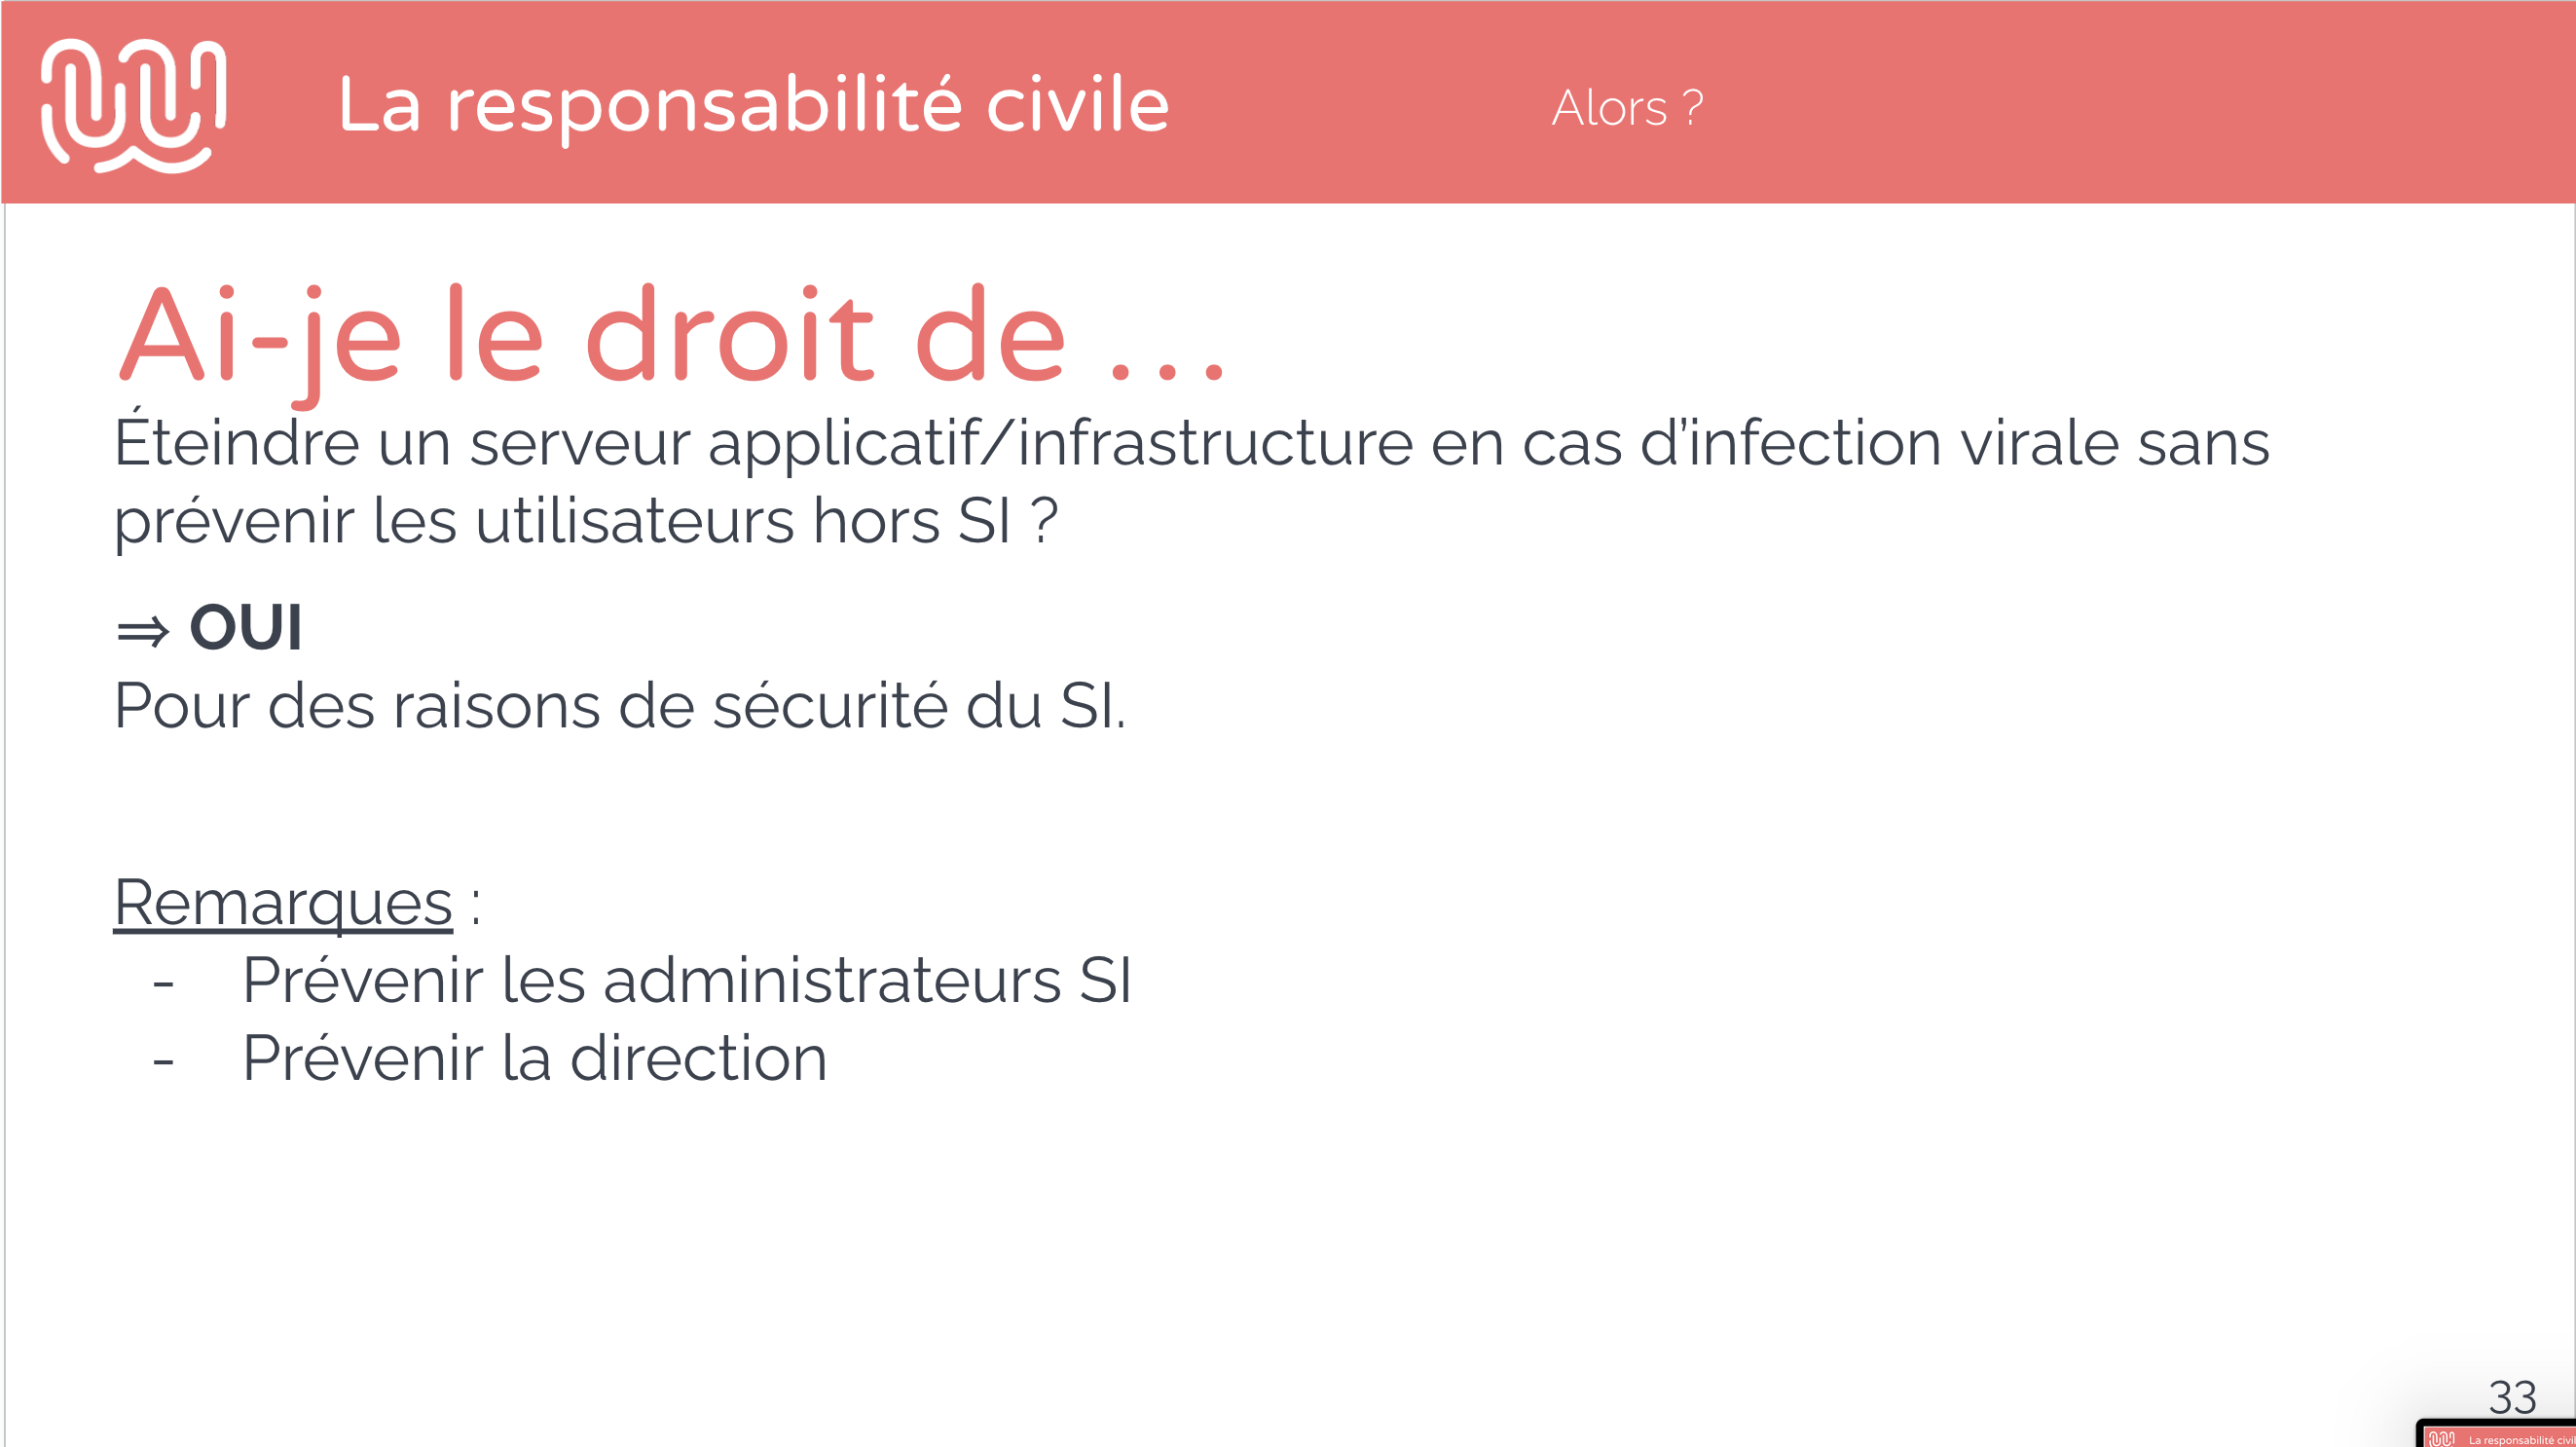 La responsabilité civile
Alors ?
Ai-je le droit de ...
Éteindre un serveur applicatif/infrastructure en cas d’infection virale sans
prévenir les utilisateurs hors SI ?
⇒ OUI
Pour des raisons de sécurité du SI.
Remarques :
- Prévenir les administrateurs SI
- Prévenir la direction
33
La responsabilité civil